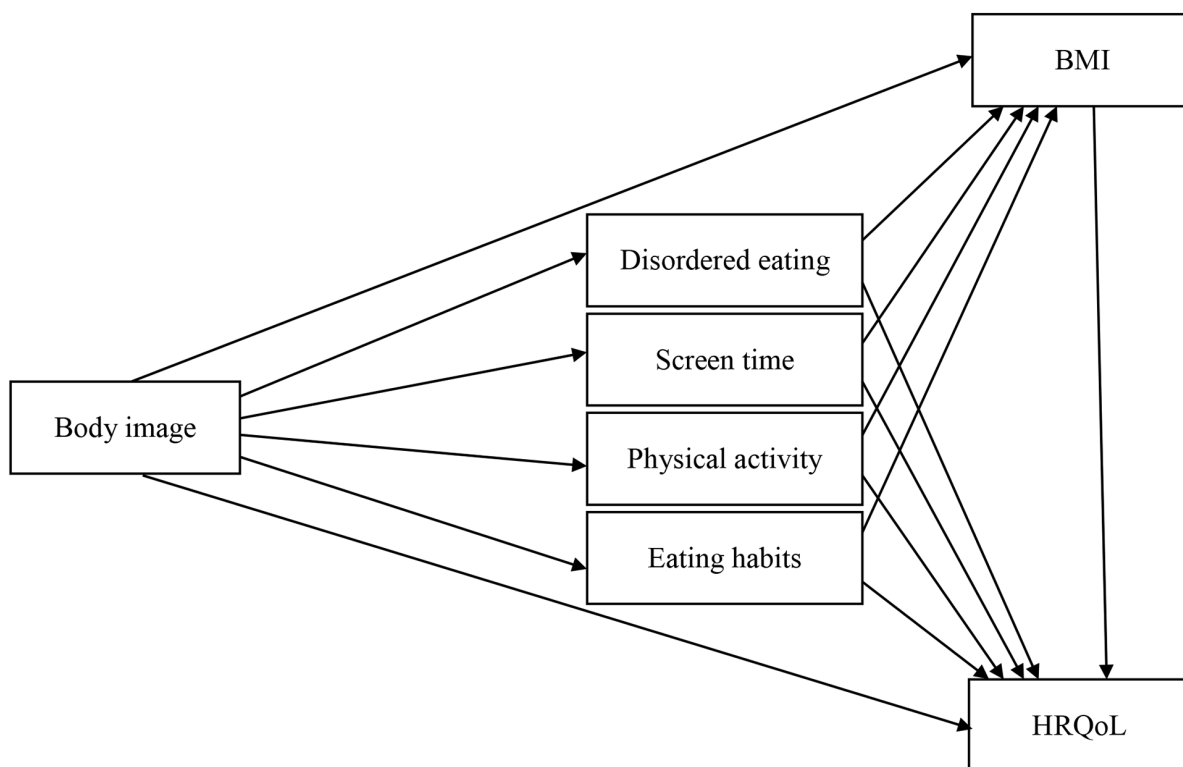 BMI
Disordered eating
Screen time
Body image
Physical activity
Eating habits
HRQoL